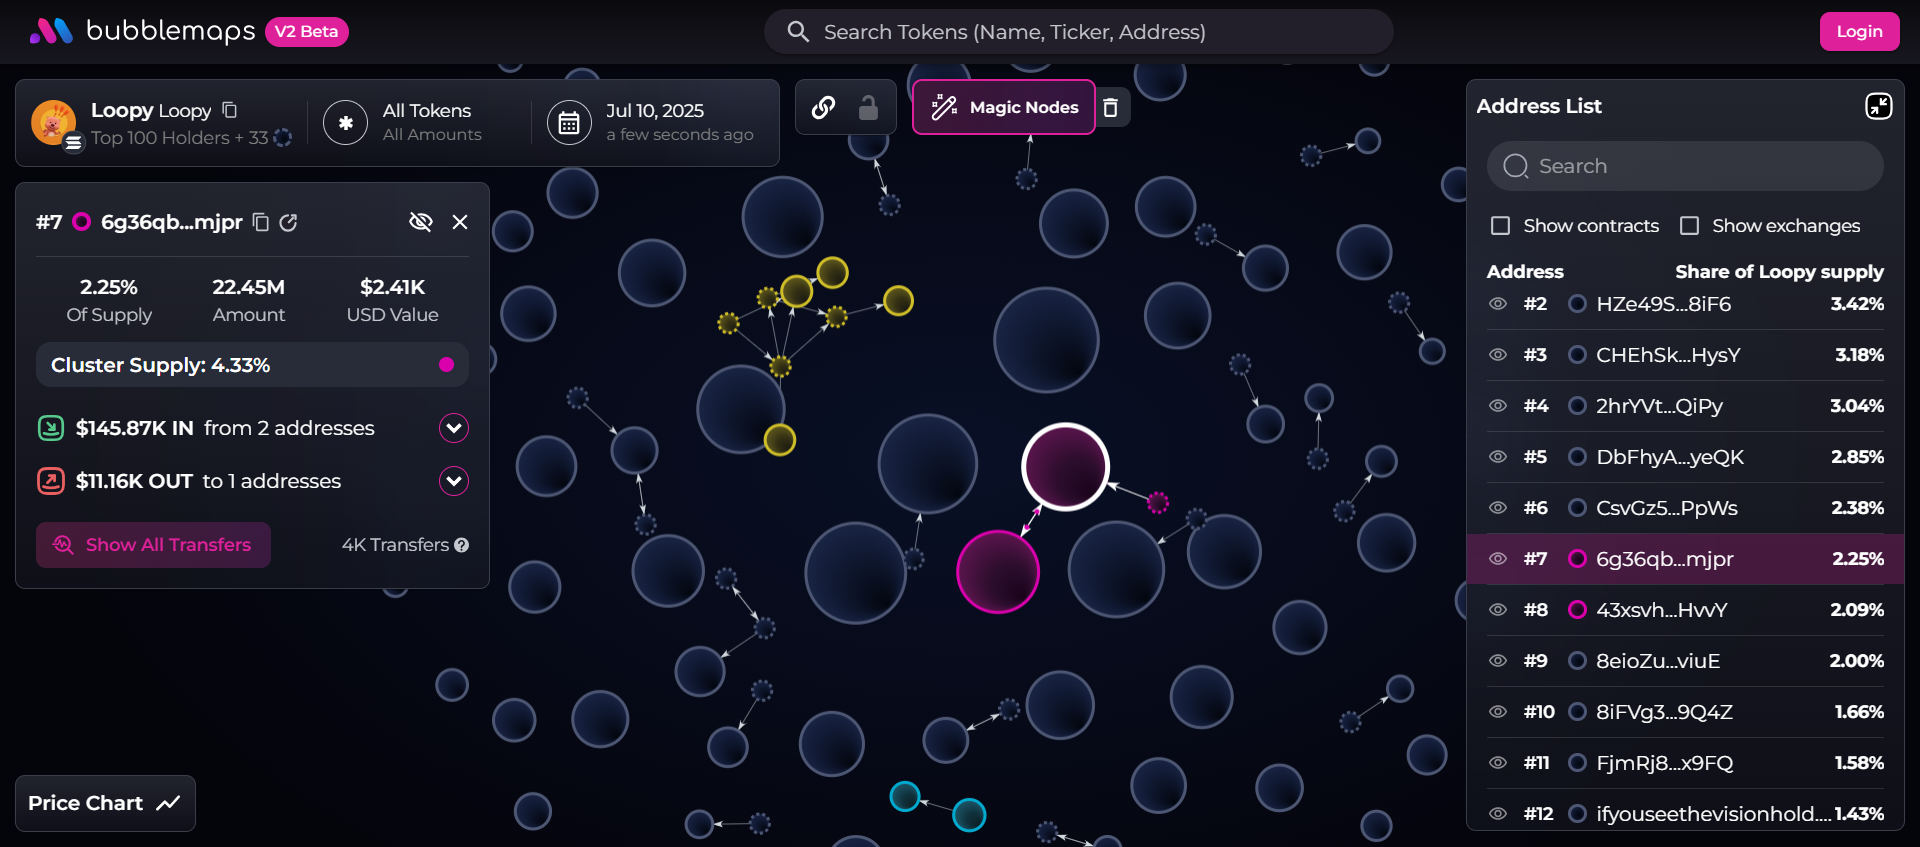 bubblemaps V2 Beta
Search Tokens (Name, Ticker, Address)
Login
Loopy Loopy
Top 100 Holders + 33
All Tokens
All Amounts
Jul 10, 2025
a few seconds ago
Magic Nodes
#7 6g36qb...mjpr
2.25% 22.45M $2.41K
Of Supply Amount USD Value
Cluster Supply: 4.33%
$145.87K IN from 2 addresses
$11.16K OUT to 1 addresses
Show All Transfers 4K Transfers ?
Price Chart
Address List
Search
Show contracts Show exchanges
Address Share of Loopy supply
#2 HZe49S...8iF6 3.42%
#3 CHEhSk...HysY 3.18%
#4 2hrYVt...QiPy 3.04%
#5 DbFhyA...yeQK 2.85%
#6 CsvGz5...PpWs 2.38%
#7 6g36qb...mjpr 2.25%
#8 43xsvh...HvvY 2.09%
#9 8eioZu...viuE 2.00%
#10 8iFVg3...9Q4Z 1.66%
#11 FjmRj8...x9FQ 1.58%
#12 ifyouseethevisionhold.... 1.43%